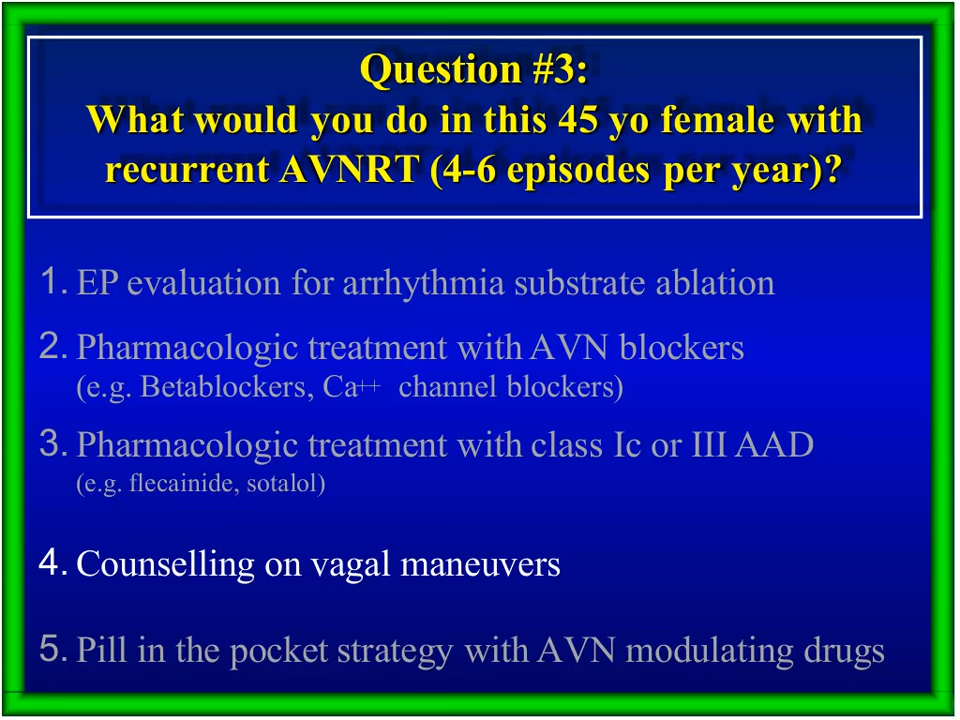 Question #3:
What would you do in this 45 yo female with
recurrent AVNRT (4-6 episodes per year)?
1. EP evaluation for arrhythmia substrate ablation
2. Pharmacologic treatment with AVN blockers
(e.g. Betablockers, Ca++ channel blockers)
3. Pharmacologic treatment with class Ic or III AAD
(e.g. flecainide, sotalol)
4. Counselling on vagal maneuvers
5. Pill in the pocket strategy with AVN modulating drugs